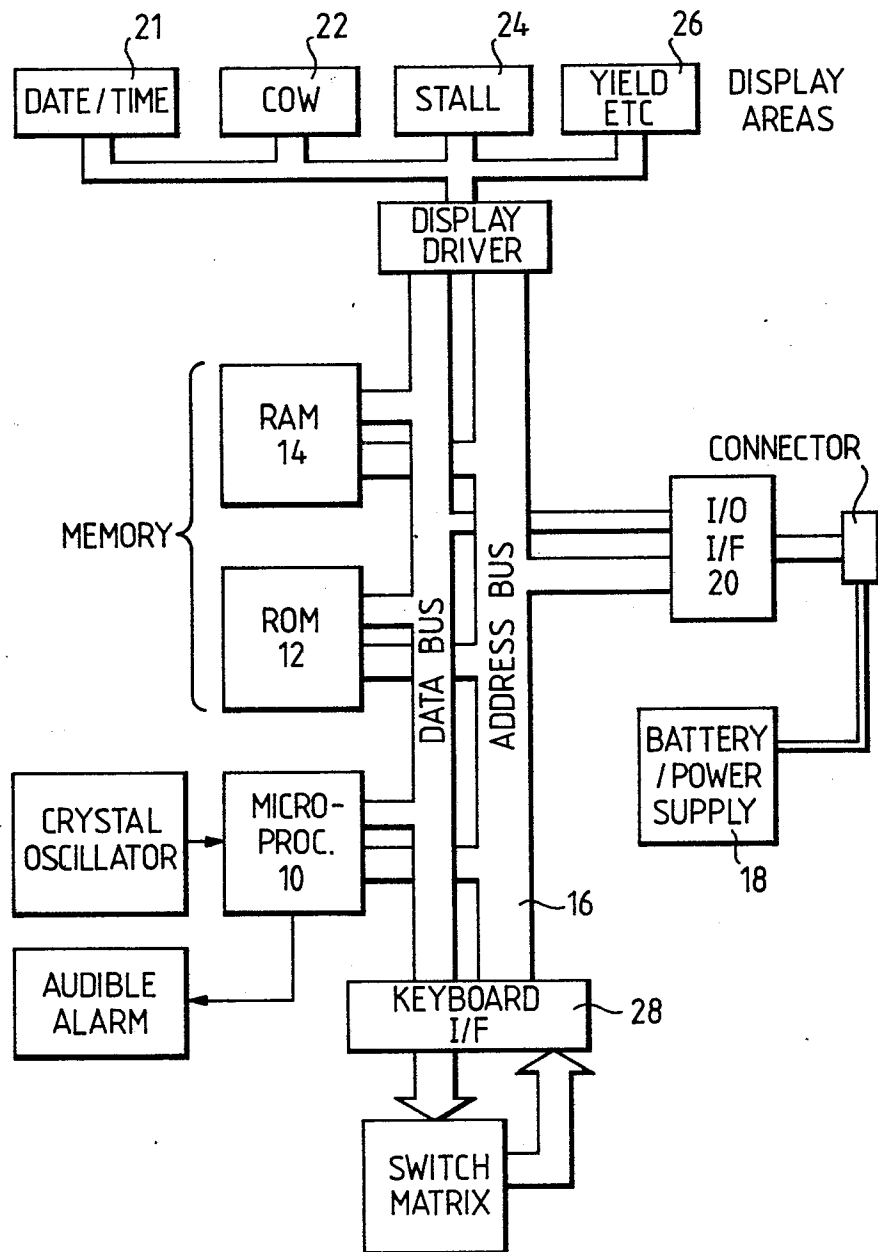 21
22
24
26
DATE/TIME
COW
STALL
YIELD
ETC
DISPLAY
AREAS
DISPLAY
DRIVER
RAM
14
MEMORY
ROM
12
DATA BUS
ADDRESS BUS
CONNECTOR
I/O
I/F
20
BATTERY
/POWER
SUPPLY
18
CRYSTAL
OSCILLATOR
MICRO-
PROC.
10
16
AUDIBLE
ALARM
KEYBOARD
I/F
28
SWITCH
MATRIX